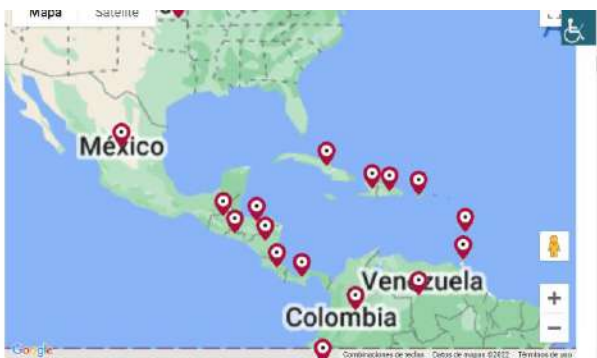 Mapa Satélite
México
Venezuela
Colombia
Google
Combinaciones de teclas Datos de mapas ©2022 Términos de uso